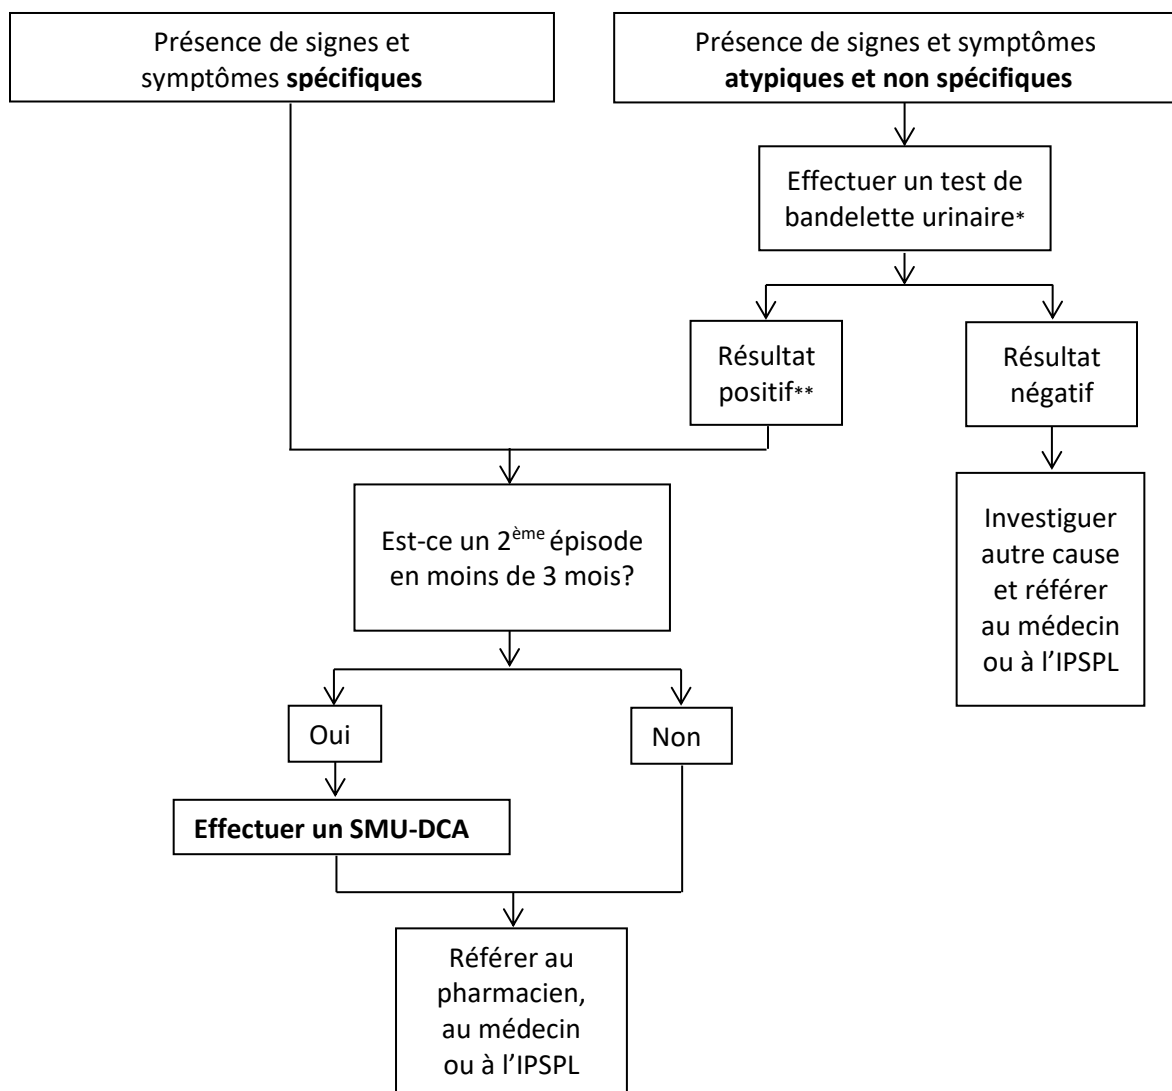 Présence de signes et
symptômes spécifiques
Présence de signes et symptômes
atypiques et non spécifiques
Effectuer un test de
bandelette urinaire*
Résultat
positif**
Résultat
négatif
Est-ce un 2ème épisode
en moins de 3 mois?
Investiguer
autre cause
et référer
au médecin
ou à l’IPSPL
Oui
Non
Effectuer un SMU-DCA
Référer au
pharmacien,
au médecin
ou à l’IPSPL